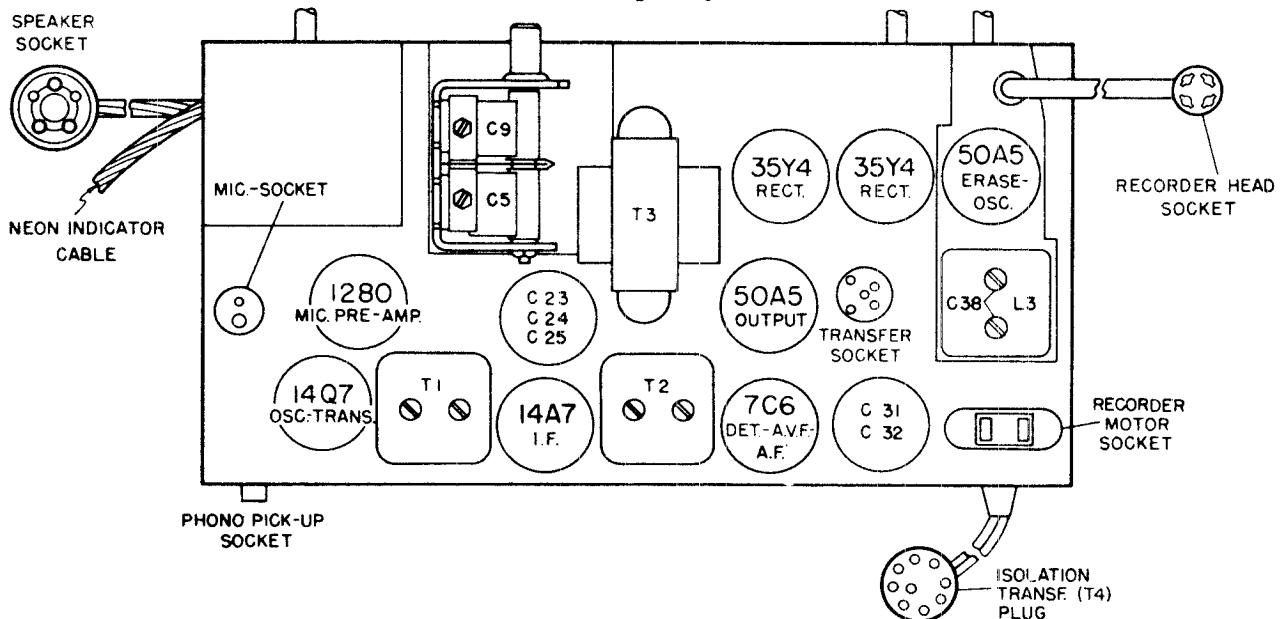 SPEAKER
SOCKET
NEON INDICATOR
CABLE
MIC.-SOCKET
C9
C5
T3
35Y4
RECT.
35Y4
RECT.
50A5
ERASE-
OSC.
RECORDER HEAD
SOCKET
1280
MIC. PRE-AMP.
C 23
C 24
C 25
50A5
OUTPUT
TRANSFER
SOCKET
C38
L3
14Q7
OSC-TRANS.
T1
14A7
I.F.
T2
7C6
DET.-A.V.F.-
A.F.
C 31
C 32
RECORDER
MOTOR
SOCKET
PHONO PICK-UP
SOCKET
ISOLATION
TRANSF. (T4)
PLUG